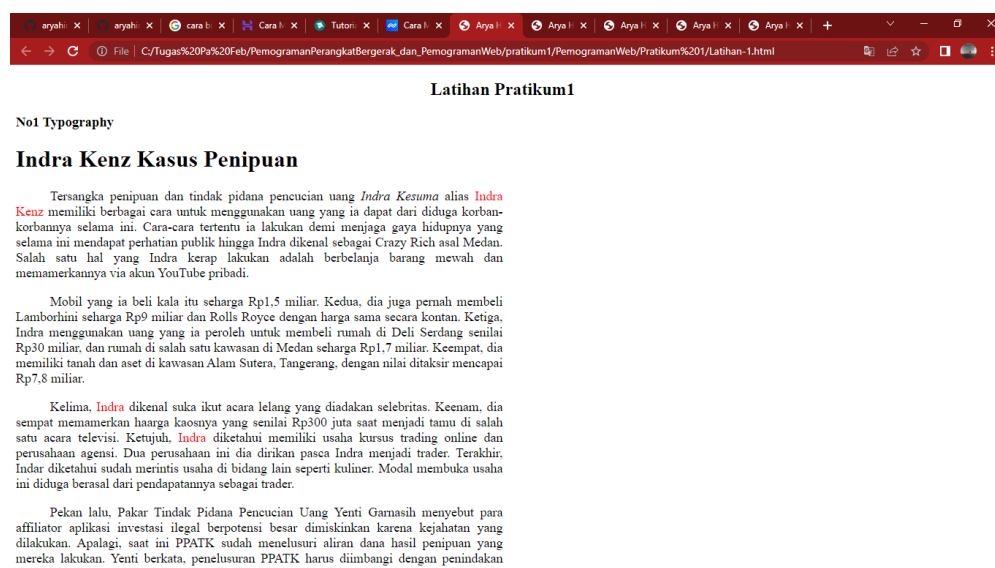 aryahi aryahi cara b Cara Tutori Cara Arya H Arya H Arya H Arya H Arya H
File | C:/Tugas%20Pa%20Feb/PemogramanPerangkatBergerak_dan_PemogramanWeb/pratikum1/PemogramanWeb/Pratikum%201/Latihan-1.html
Latihan Pratikum1
No1 Typography
Indra Kenz Kasus Penipuan
Tersangka penipuan dan tindak pidana pencucian uang Indra Kesuma alias Indra
Kenz memiliki berbagai cara untuk menggunakan uang yang ia dapat dari diduga korban-
korbannya selama ini. Cara-cara tertentu ia lakukan demi menjaga gaya hidupnya yang
selama ini mendapat perhatian publik hingga Indra dikenal sebagai Crazy Rich asal Medan.
Salah satu hal yang Indra kerap lakukan adalah berbelanja barang mewah dan
memamerkannya via akun YouTube pribadi.
Mobil yang ia beli kala itu seharga Rp1,5 miliar. Kedua, dia juga pernah membeli
Lamborhini seharga Rp9 miliar dan Rolls Royce dengan harga sama secara kontan. Ketiga,
Indra menggunakan uang yang ia peroleh untuk membeli rumah di Deli Serdang senilai
Rp30 miliar, dan rumah di salah satu kawasan di Medan seharga Rp1,7 miliar. Keempat, dia
memiliki tanah dan aset di kawasan Alam Sutera, Tangerang, dengan nilai ditaksir mencapai
Rp7,8 miliar.
Kelima, Indra dikenal suka ikut acara lelang yang diadakan selebritas. Keenam, dia
sempat memamerkan haarga kaosnya yang senilai Rp300 juta saat menjadi tamu di salah
satu acara televisi. Ketujuh, Indra diketahui memiliki usaha kursus trading online dan
perusahaan agensi. Dua perusahaan ini dia dirikan pasca Indra menjadi trader. Terakhir,
Indar diketahui sudah merintis usaha di bidang lain seperti kuliner. Modal membuka usaha
ini diduga berasal dari pendapatannya sebagai trader.
Pekan lalu, Pakar Tindak Pidana Pencucian Uang Yenti Garnasih menyebut para
affiliator aplikasi investasi ilegal berpotensi besar dimiskinkan karena kejahatan yang
dilakukan. Apalagi, saat ini PPATK sudah menelusuri aliran dana hasil penipuan yang
mereka lakukan. Yenti berkata, penelusuran PPATK harus diimbangi dengan penindakan